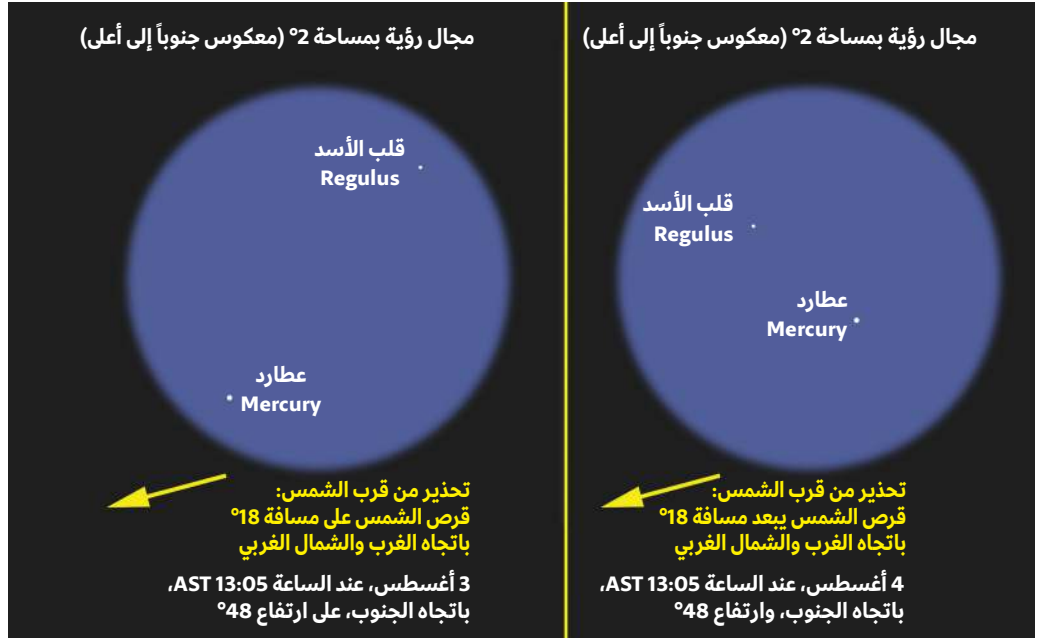 مجال رؤية بمساحة 2° (معكوس جنوباً إلى أعلى)
قلب الأسد
Regulus
عطارد
Mercury
تحذير من قرب الشمس:
قرص الشمس يبعد مسافة 18°
باتجاه الغرب والشمال الغربي
4 أغسطس، عند الساعة 13:05 AST،
باتجاه الجنوب، وارتفاع 48°
مجال رؤية بمساحة 2° (معكوس جنوباً إلى أعلى)
قلب الأسد
Regulus
عطارد
Mercury
تحذير من قرب الشمس:
قرص الشمس على مسافة 18°
باتجاه الغرب والشمال الغربي
3 أغسطس، عند الساعة 13:05 AST،
باتجاه الجنوب، على ارتفاع 48°